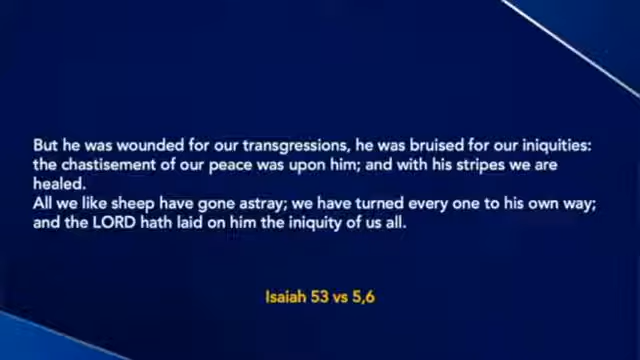 But he was wounded for our transgressions, he was bruised for our iniquities:
the chastisement of our peace was upon him; and with his stripes we are
healed.
All we like sheep have gone astray; we have turned every one to his own way;
and the LORD hath laid on him the iniquity of us all.
Isaiah 53 vs 5,6